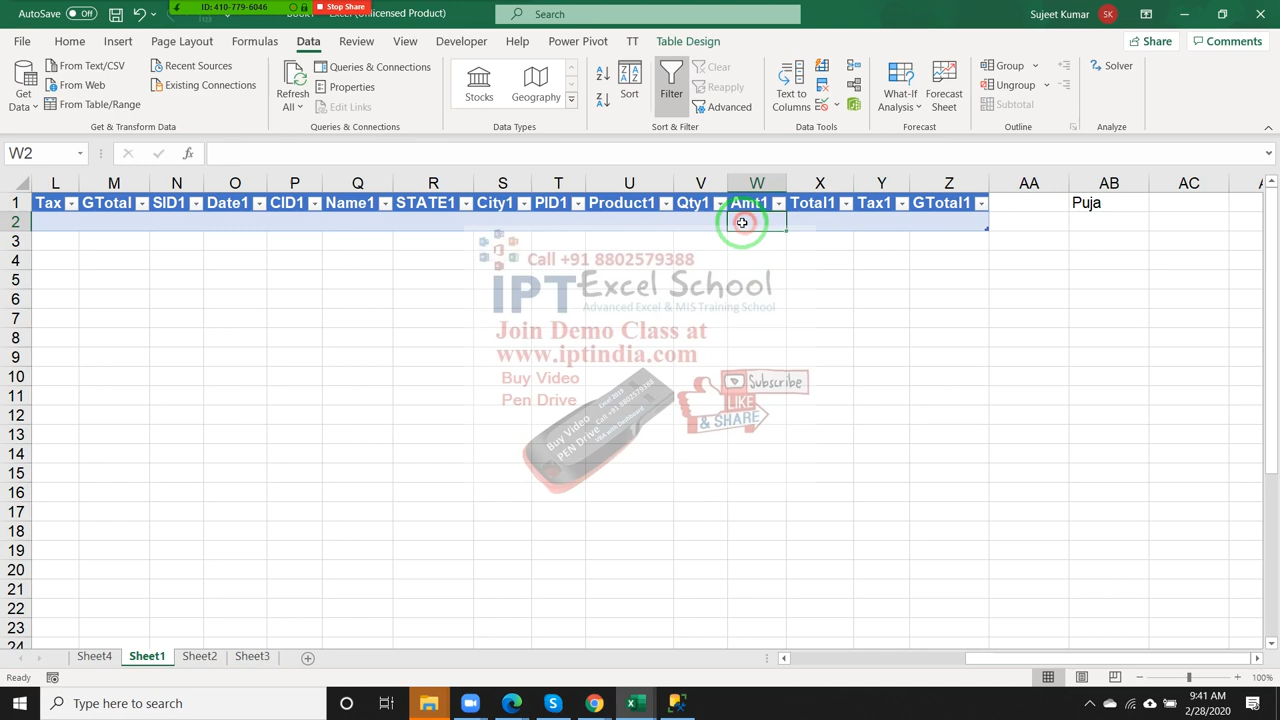 AutoSave Off
ID: 410-779-6046
Stop Share
Book1 - Excel (Unlicensed Product)
Search
Sujeet Kumar
SK
File Home Insert Page Layout Formulas Data Review View Developer Help Power Pivot TT Table Design
Share Comments
Get Data
From Text/CSV
From Web
From Table/Range
Recent Sources
Existing Connections
Get & Transform Data
Refresh All
Queries & Connections
Properties
Edit Links
Queries & Connections
Stocks
Geography
Data Types
Sort
Filter
Clear
Reapply
Advanced
Sort & Filter
Text to Columns
Data Tools
What-If Analysis
Forecast Sheet
Forecast
Group
Ungroup
Subtotal
Outline
Solver
Analyze
W2
fx
L M N O P Q R S T U V W X Y Z AA AB AC
1 Tax GTotal SID1 Date1 CID1 Name1 STATE1 City1 PID1 Product1 Qty1 Amt1 Total1 Tax1 GTotal1 Puja
2
3
4
5
6
7
8
9
10
11
12
13
14
15
16
17
18
19
20
21
22
23
24
Call +91 8802579388
IPT Excel School
Advanced Excel & MIS Training School
Join Demo Class at
www.iptindia.com
Buy Video
Pen Drive
Subscribe
LIKE
& SHARE
Sheet4 Sheet1 Sheet2 Sheet3
Ready
100%
Type here to search
9:41 AM
2/28/2020